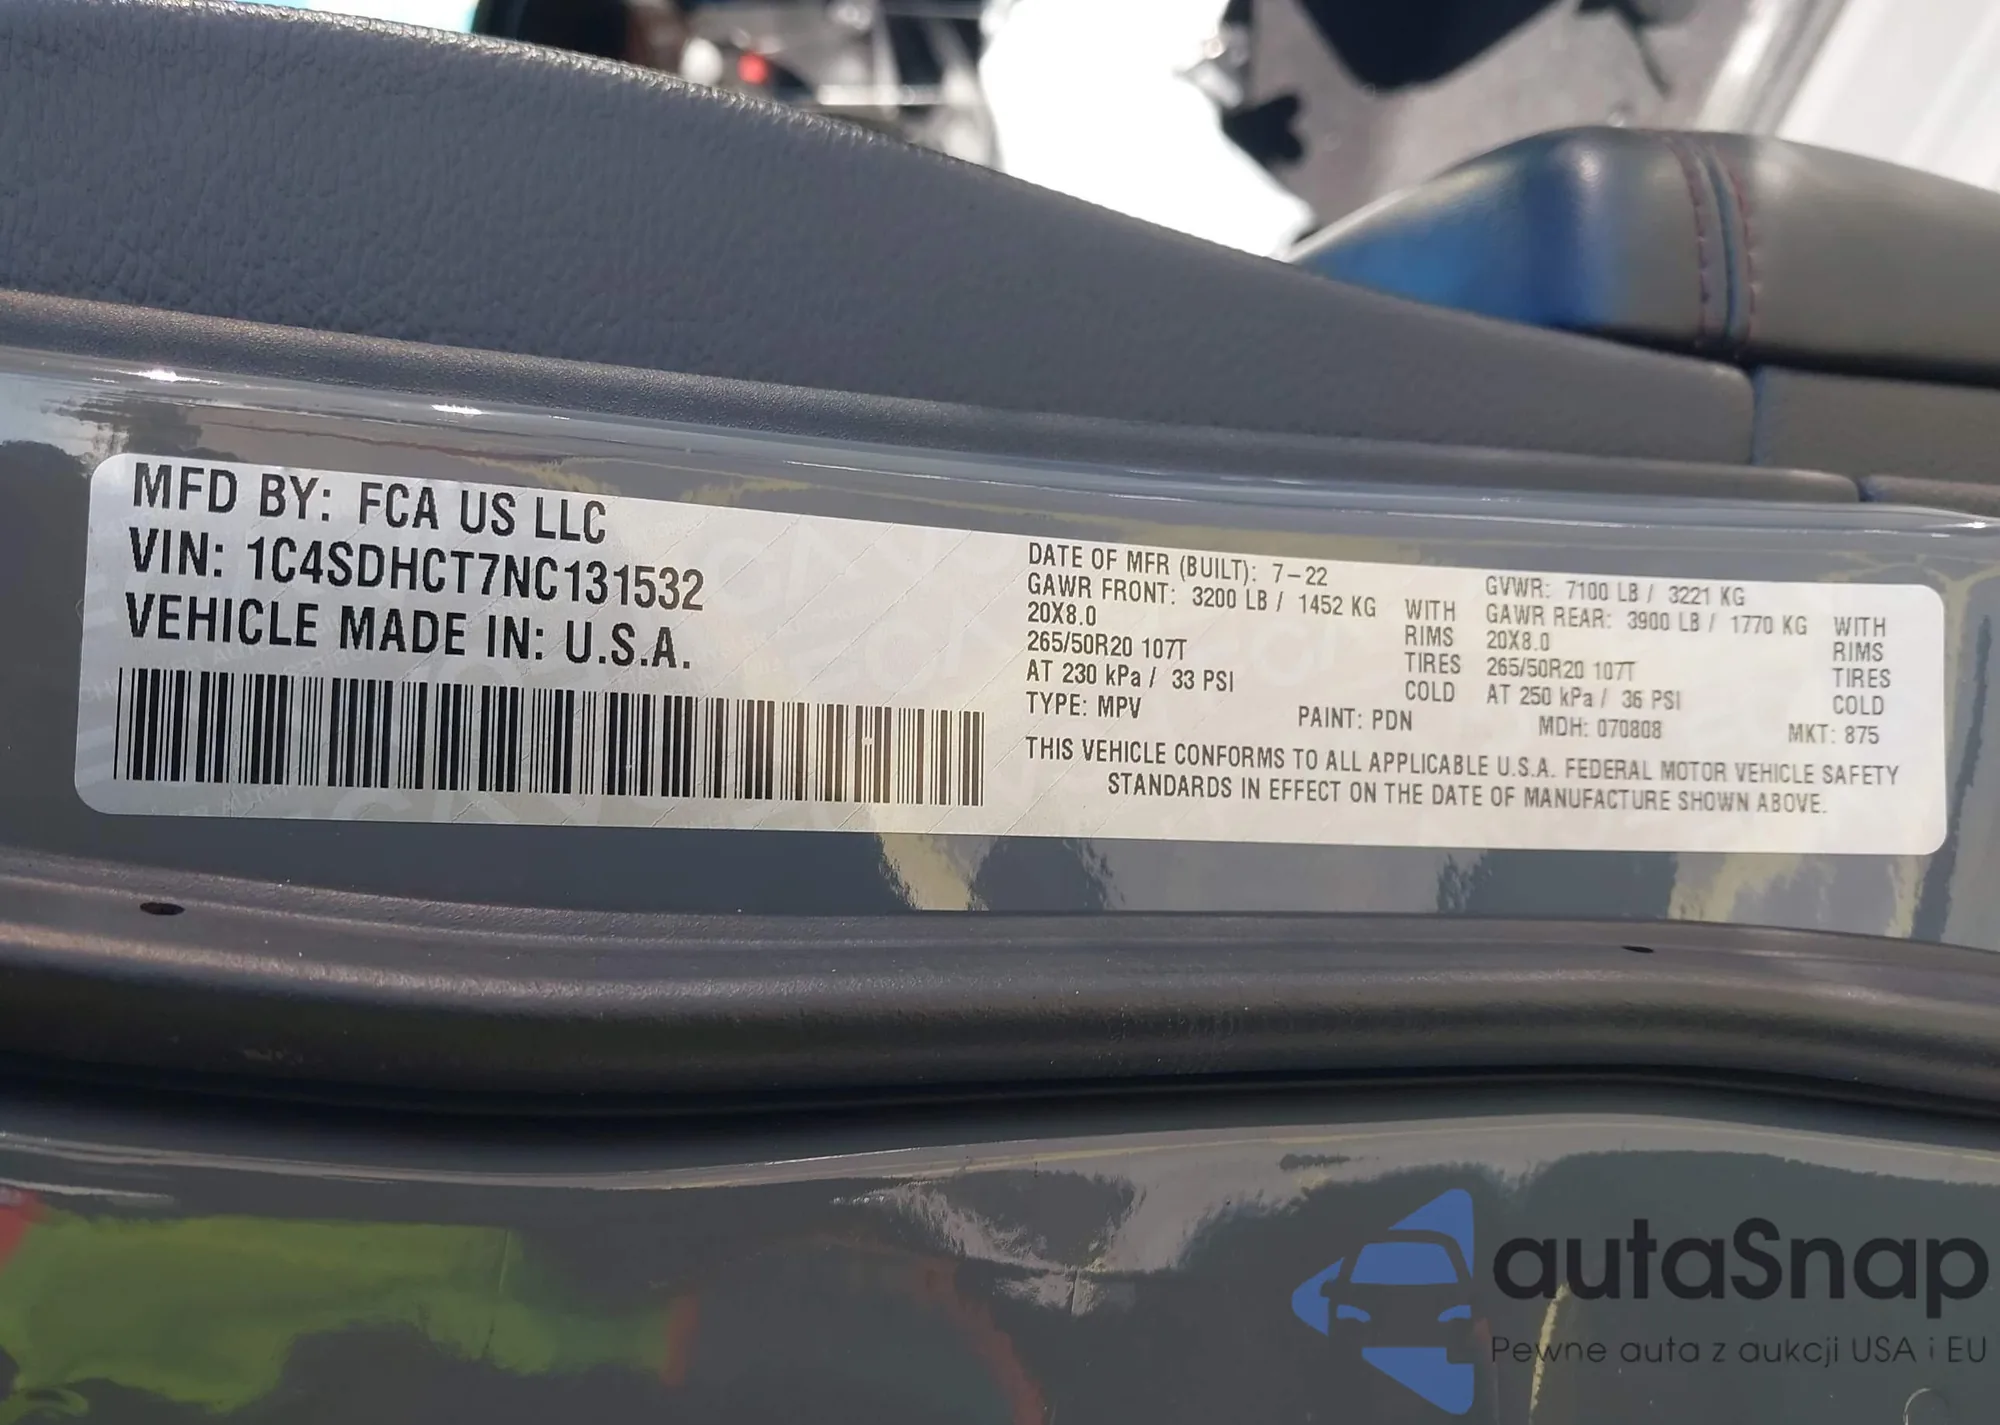 MFD BY: FCA US LLC
VIN: 1C4SDHCT7NC131532
VEHICLE MADE IN: U.S.A.
DATE OF MFR (BUILT): 7-22 GVWR: 7100 LB / 3221 KG
GAWR FRONT: 3200 LB / 1452 KG WITH GAWR REAR: 3900 LB / 1770 KG WITH
20X8.0 RIMS 20X8.0 RIMS
265/50R20 107T TIRES 265/50R20 107T TIRES
AT 230 kPa / 33 PSI COLD AT 250 kPa / 36 PSI COLD
TYPE: MPV PAINT: PDN MDH: 070808 MKT: 875
THIS VEHICLE CONFORMS TO ALL APPLICABLE U.S.A. FEDERAL MOTOR VEHICLE SAFETY
STANDARDS IN EFFECT ON THE DATE OF MANUFACTURE SHOWN ABOVE.
autaSnap
Pewne auta z aukcji USA i EU